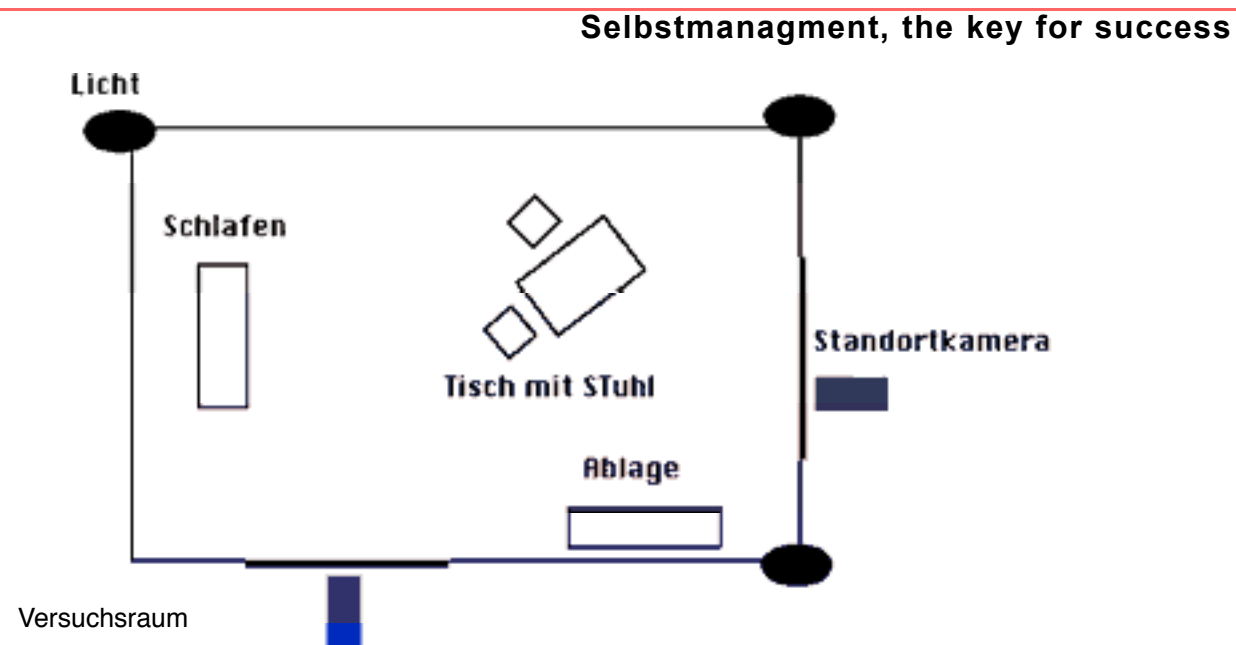 Selbstmanagment, the key for success
Licht
Schlafen
Standortkamera
Tisch mit STuhl
Ablage
Versuchsraum